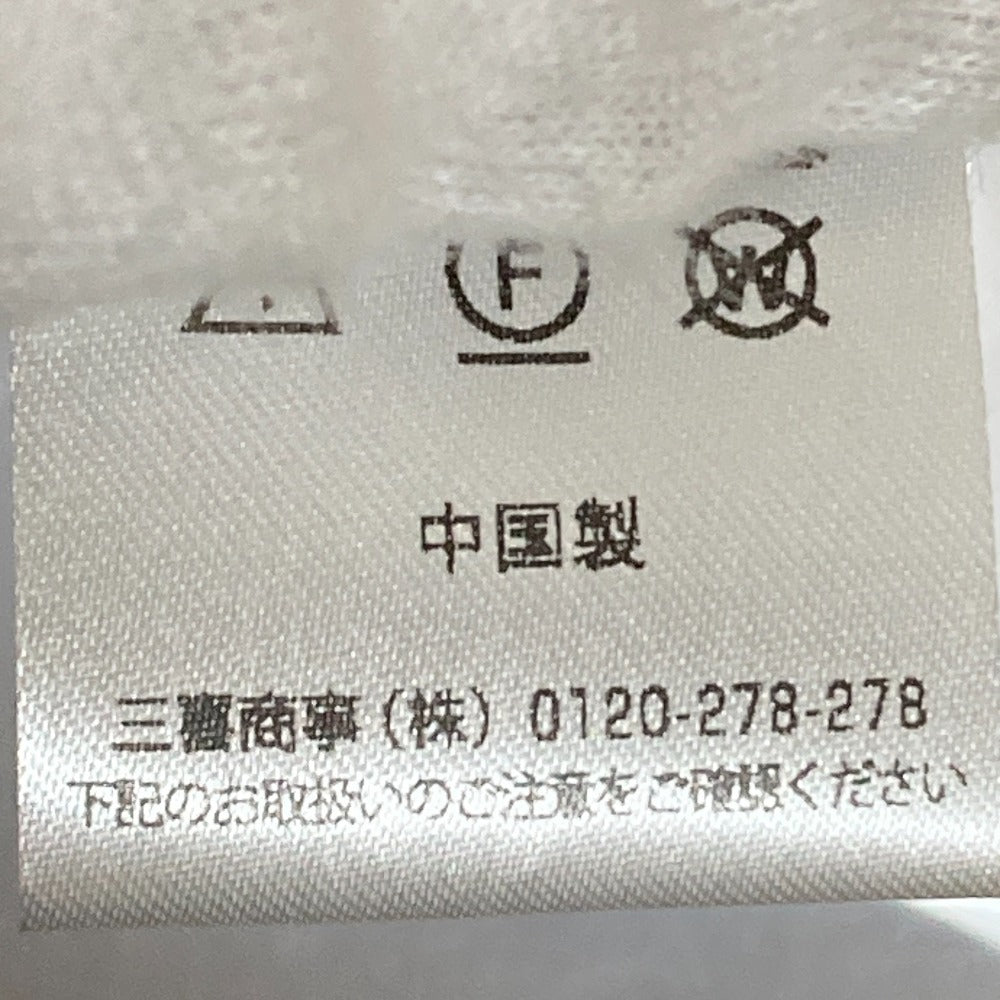 F W
中国製
三喜商事(株) 0120-278-278
下記のお取扱いのご注意をご確認ください